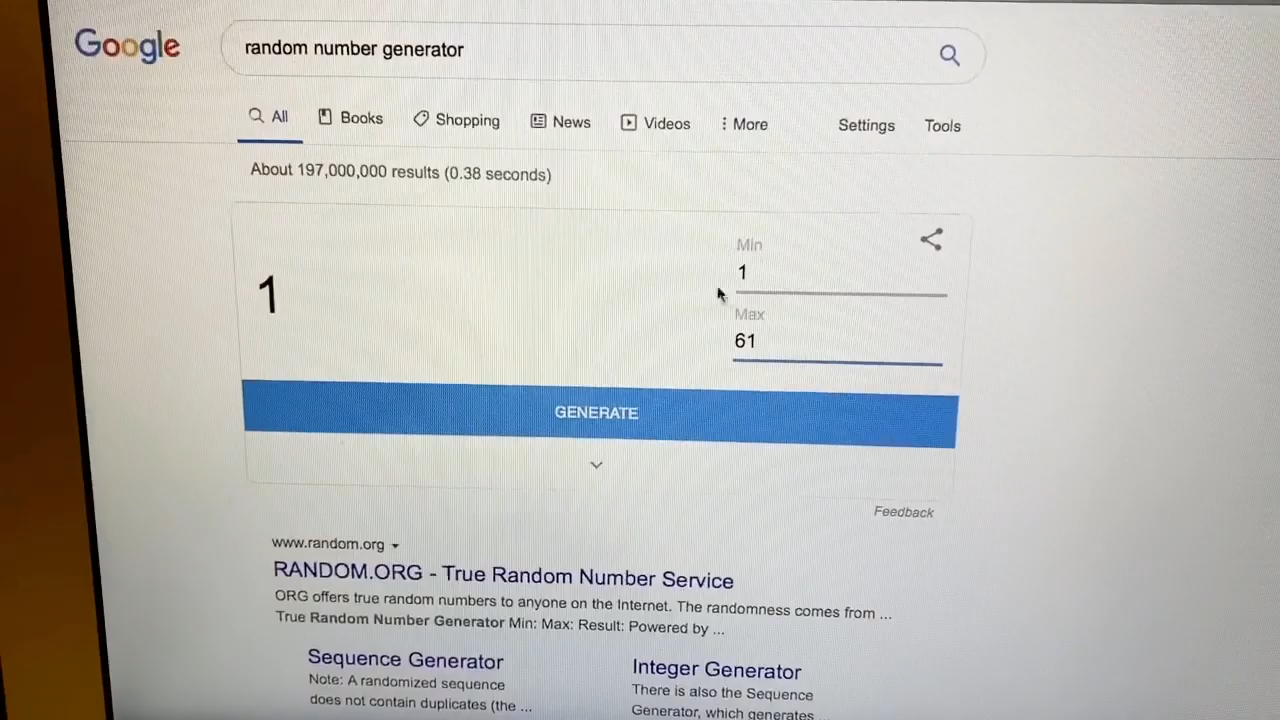 Google
random number generator
All Books Shopping News Videos More Settings Tools
About 197,000,000 results (0.38 seconds)
Min
1
1
Max
61
GENERATE
Feedback
www.random.org
RANDOM.ORG - True Random Number Service
ORG offers true random numbers to anyone on the Internet. The randomness comes from ...
True Random Number Generator Min: Max: Result: Powered by ...
Sequence Generator
Note: A randomized sequence
does not contain duplicates (the ...
Integer Generator
There is also the Sequence
Generator, which generates